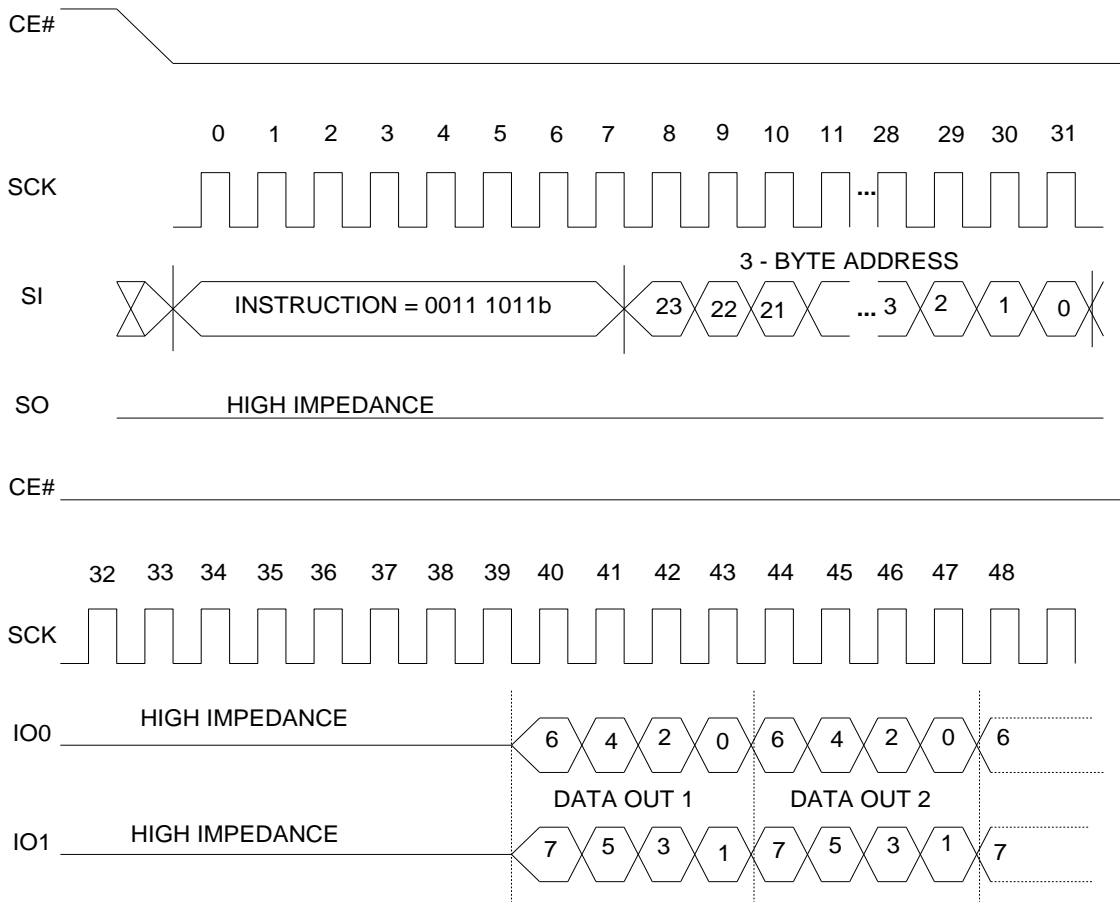 CE#
0 1 2 3 4 5 6 7 8 9 10 11 28 29 30 31
SCK ...
3 - BYTE ADDRESS
SI INSTRUCTION = 0011 1011b 23 22 21 ... 3 2 1 0
SO HIGH IMPEDANCE
CE#
32 33 34 35 36 37 38 39 40 41 42 43 44 45 46 47 48
SCK
IO0 HIGH IMPEDANCE 6 4 2 0 6 4 2 0 6
DATA OUT 1 DATA OUT 2
IO1 HIGH IMPEDANCE 7 5 3 1 7 5 3 1 7